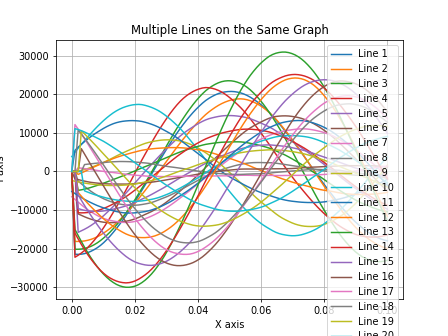 Multiple Lines on the Same Graph
30000
20000
10000
0
−10000
−20000
−30000
0.00
0.02
0.04
0.06
0.08
X axis
Line 1
Line 2
Line 3
Line 4
Line 5
Line 6
Line 7
Line 8
Line 9
Line 10
Line 11
Line 12
Line 13
Line 14
Line 15
Line 16
Line 17
Line 18
Line 19